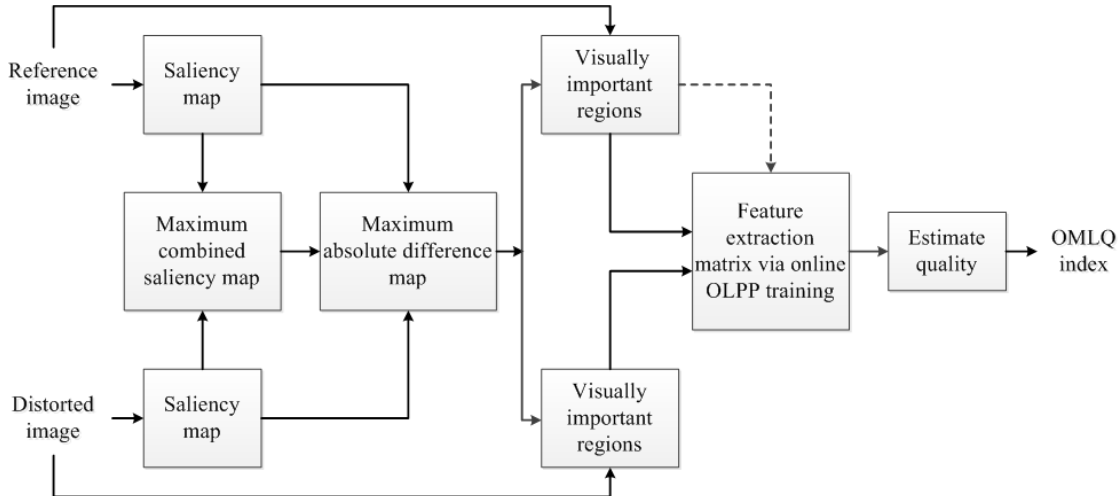 Reference
image
Saliency
map
Visually
important
regions
Maximum
combined
saliency map
Maximum
absolute difference
map
Feature
extraction
matrix via online
OLPP training
Estimate
quality
OMLQ
index
Distorted
image
Saliency
map
Visually
important
regions